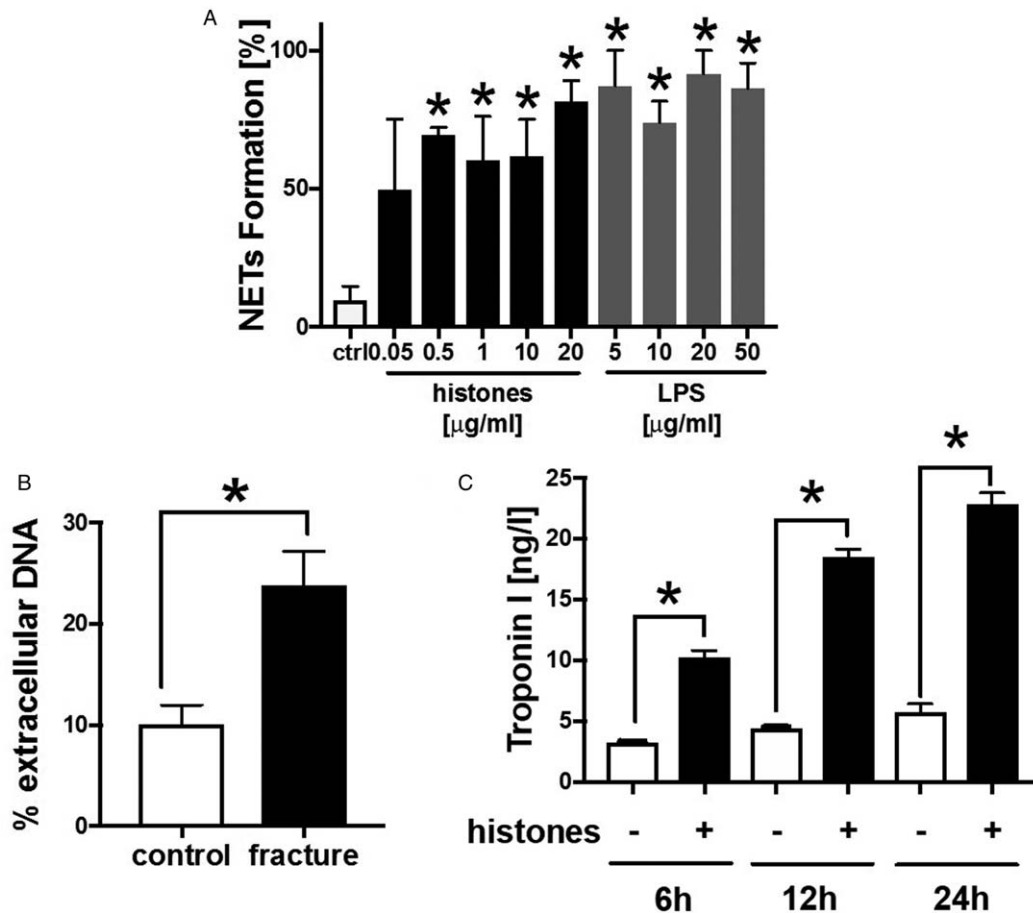 A
NETs Formation [%]
100
50
0
* * * * * * * *
ctrl 0.05 0.5 1 10 20 5 10 20 50
histones LPS
[μg/ml] [μg/ml]
B
% extracellular DNA
30
20
10
0
*
control fracture
C
Troponin I [ng/l]
25
20
15
10
5
0
* * *
histones - + - + - +
6h 12h 24h